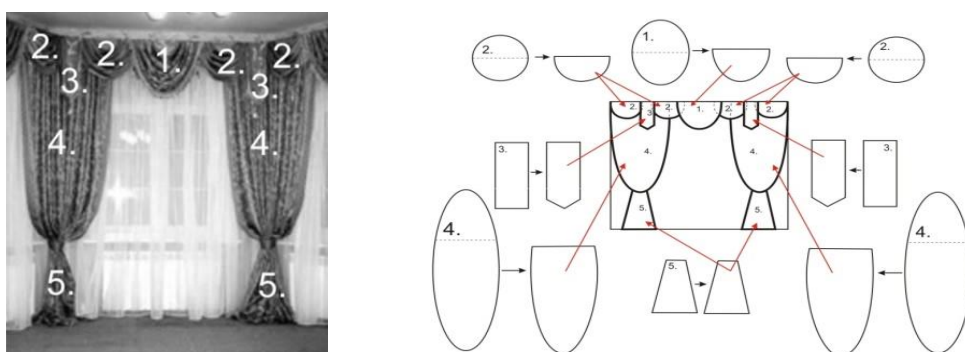 2. 2. 1. 2. 2.
3. 3.
4. 4.
5. 5.
2. 1. 2.
2. 3. 2. 1. 2. 2.
3. 4. 4. 3.
4. 4.
5. 5.
5.